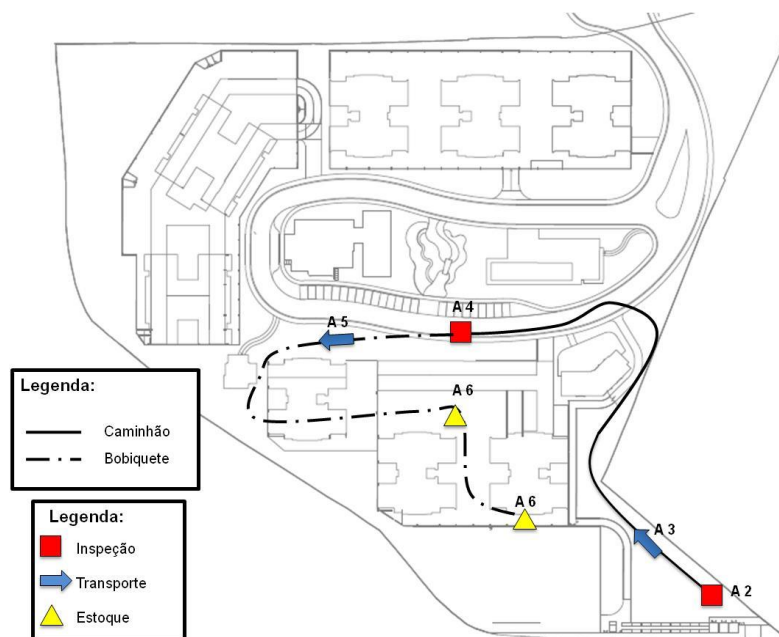 A 4
A 5
A 6
A 6
A 3
A 2
Legenda:
Caminhão
Bobiquete
Legenda:
Inspeção
Transporte
Estoque